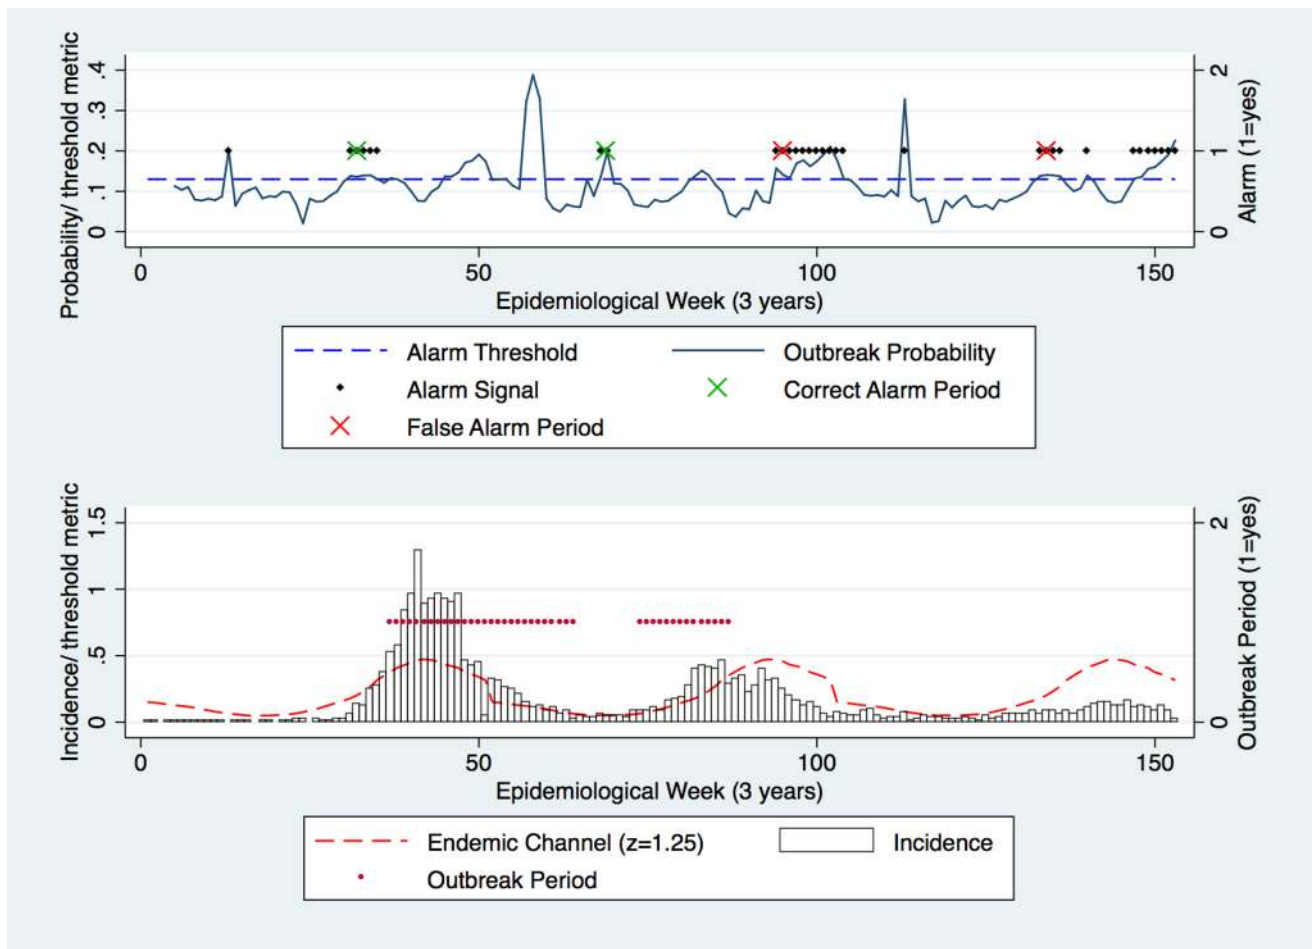 Probability/ threshold metric
.4
.3
.2
.1
0
2
1
0
Alarm (1=yes)
0 50 100 150
Epidemiological Week (3 years)
Alarm Threshold Outbreak Probability
Alarm Signal Correct Alarm Period
False Alarm Period
Incidence/ threshold metric
1.5
1
.5
0
2
1
0
Outbreak Period (1=yes)
0 50 100 150
Epidemiological Week (3 years)
Endemic Channel (z=1.25) Incidence
Outbreak Period